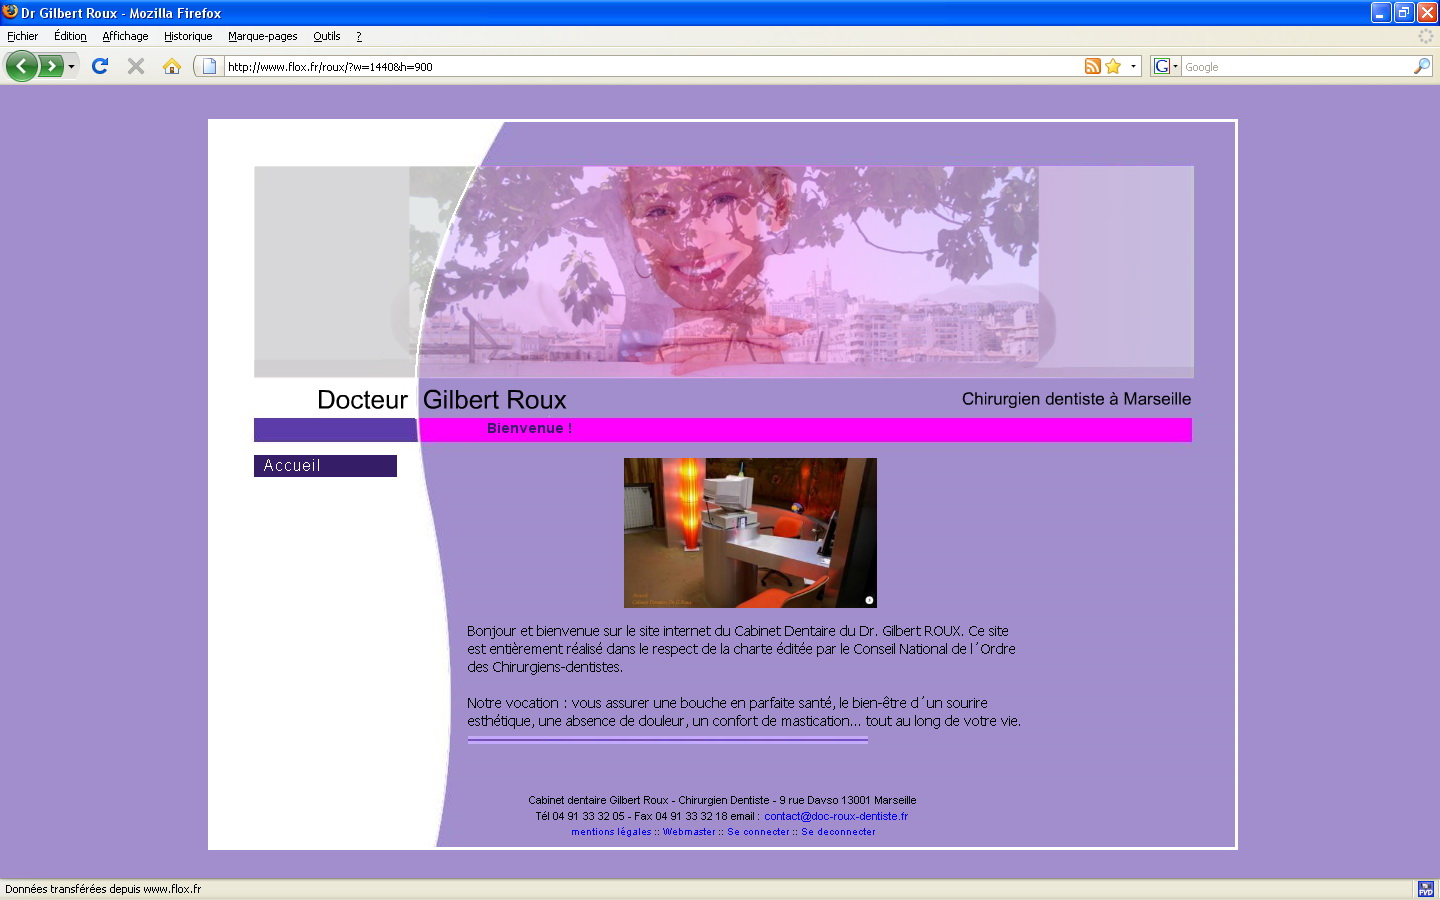 Dr Gilbert Roux - Mozilla Firefox
Fichier Édition Affichage Historique Marque-pages Outils ?
http://www.flox.fr/roux/?w=1440&h=900
G Google
Docteur Gilbert Roux
Chirurgien dentiste à Marseille
Bienvenue !
Accueil
Bonjour et bienvenue sur le site internet du Cabinet Dentaire du Dr. Gilbert ROUX. Ce site
est entièrement réalisé dans le respect de la charte éditée par le Conseil National de l´Ordre
des Chirurgiens-dentistes.
Notre vocation : vous assurer une bouche en parfaite santé, le bien-être d´un sourire
esthétique, une absence de douleur, un confort de mastication... tout au long de votre vie.
Cabinet dentaire Gilbert Roux - Chirurgien Dentiste - 9 rue Davso 13001 Marseille
Tél 04 91 33 32 05 - Fax 04 91 33 32 18 email : contact@doc-roux-dentiste.fr
mentions légales :: Webmaster :: Se connecter :: Se deconnecter
Données transférées depuis www.flox.fr
FVD